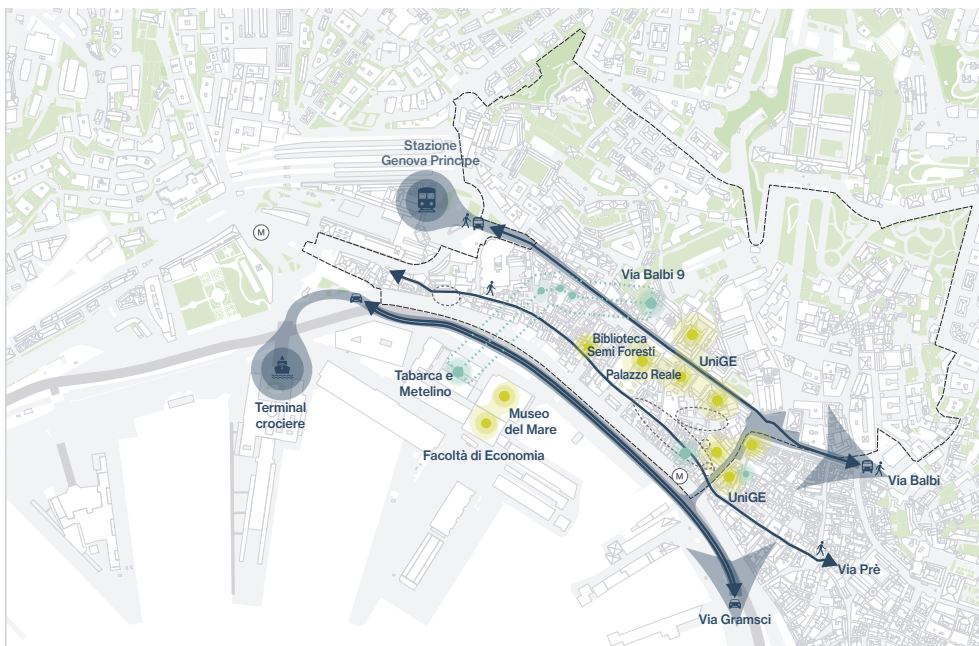 Stazione
Genova Principe
M
Via Balbi 9
Biblioteca
Semi Foresti
UniGE
Palazzo Reale
Tabarca e
Metelino
Terminal
crociere
Museo
del Mare
Facoltà di Economia
M
Via Balbi
UniGE
Via Prè
Via Gramsci